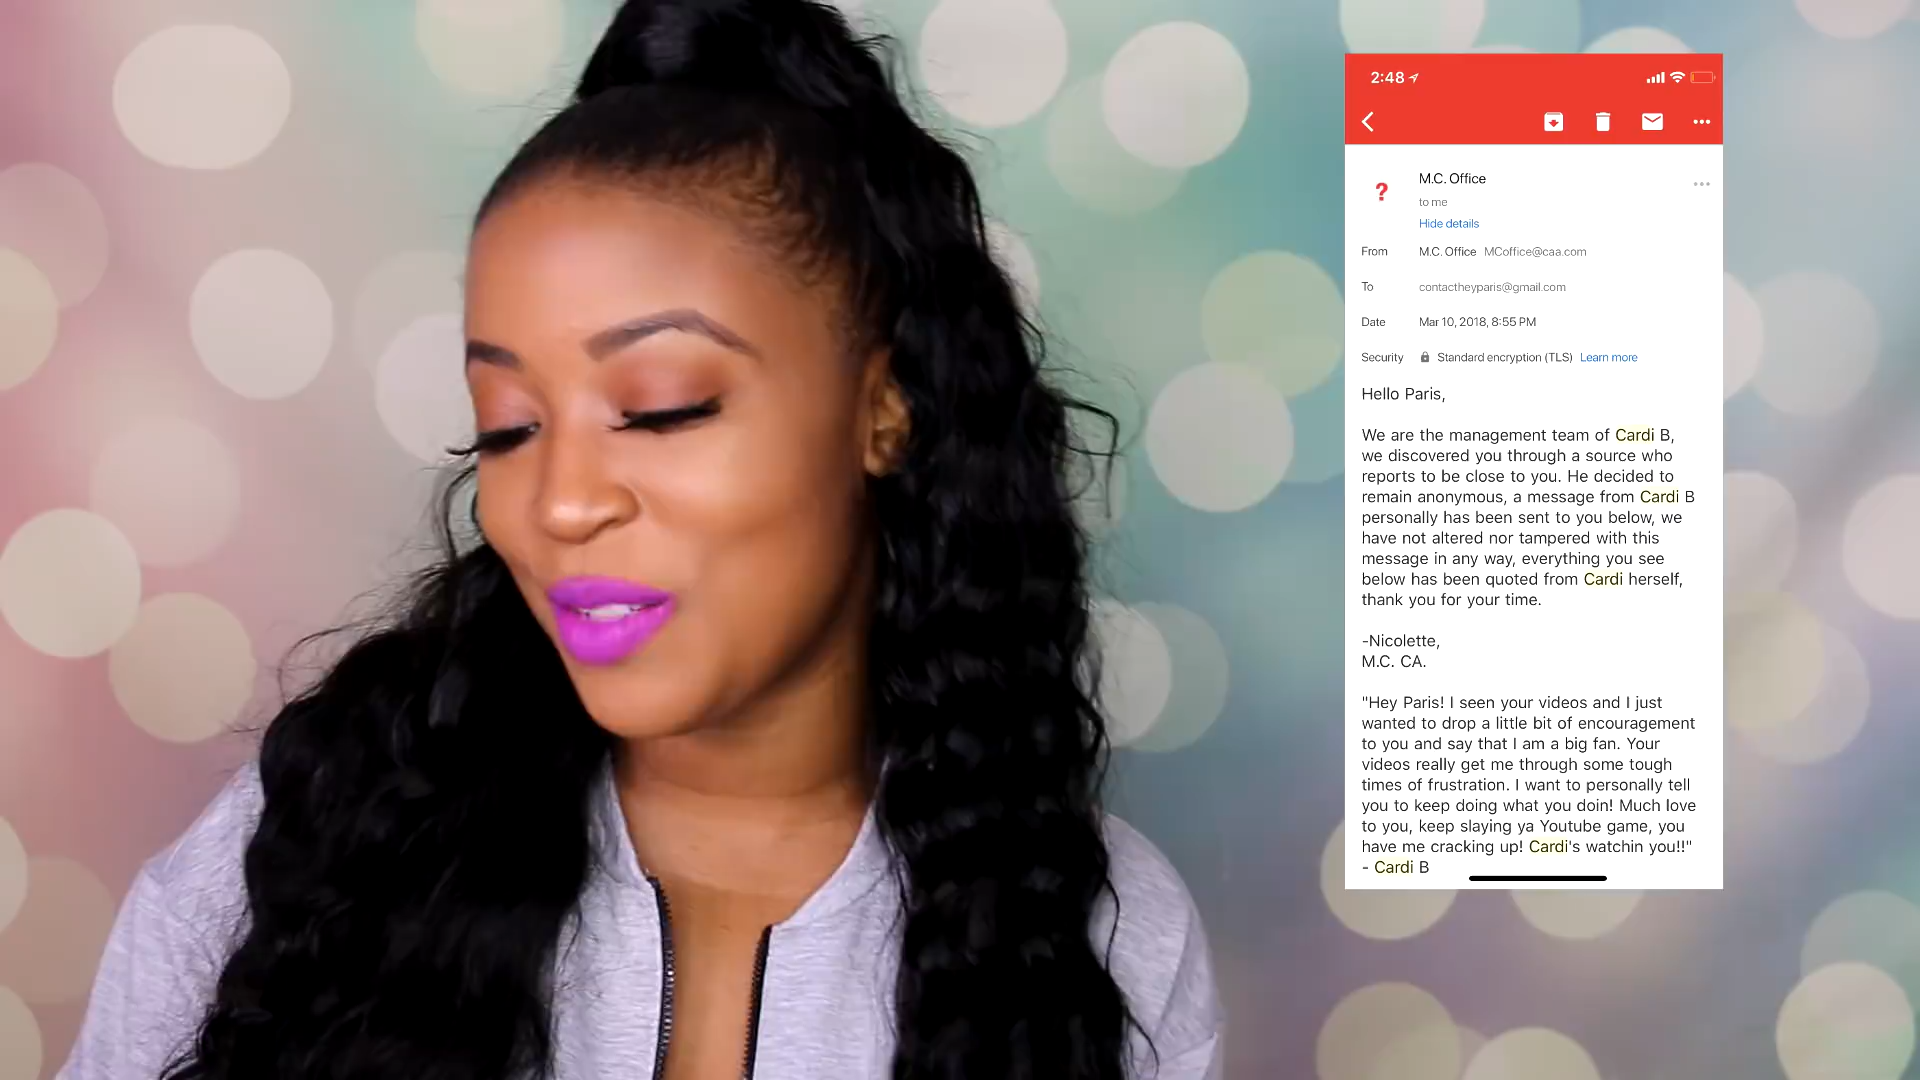 2:48
M.C. Office
to me
Hide details
From M.C. Office MCoffice@caa.com
To contactheyparis@gmail.com
Date Mar 10, 2018, 8:55 PM
Security Standard encryption (TLS) Learn more
Hello Paris,
We are the management team of Cardi B,
we discovered you through a source who
reports to be close to you. He decided to
remain anonymous, a message from Cardi B
personally has been sent to you below, we
have not altered nor tampered with this
message in any way, everything you see
below has been quoted from Cardi herself,
thank you for your time.
-Nicolette,
M.C. CA.
"Hey Paris! I seen your videos and I just
wanted to drop a little bit of encouragement
to you and say that I am a big fan. Your
videos really get me through some tough
times of frustration. I want to personally tell
you to keep doing what you doin! Much love
to you, keep slaying ya Youtube game, you
have me cracking up! Cardi's watchin you!!"
- Cardi B